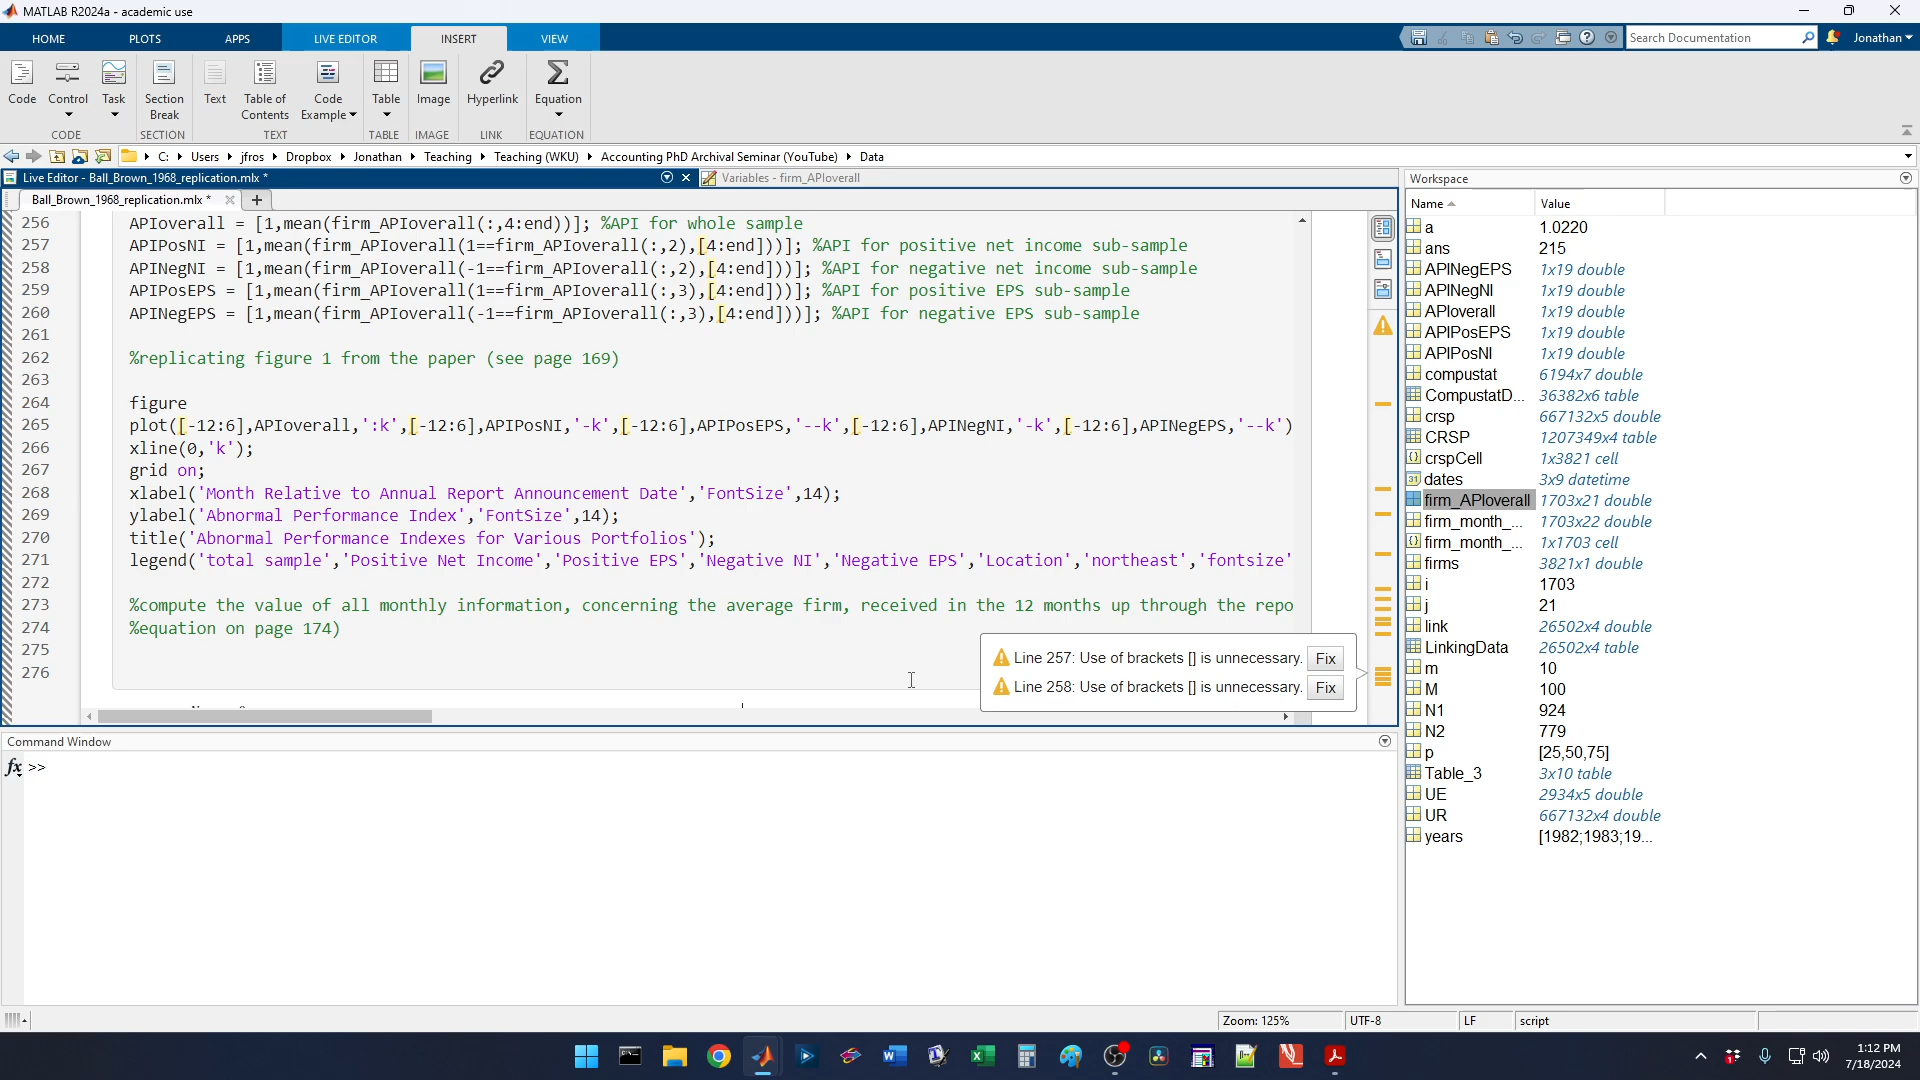 MATLAB R2024a - academic use
HOME PLOTS APPS LIVE EDITOR INSERT VIEW Search Documentation Jonathan
Code Control Task Section Break Text Table of Contents Code Example Table Image Hyperlink Equation
CODE SECTION TEXT TABLE IMAGE LINK EQUATION
C: Users jfros Dropbox Jonathan Teaching Teaching (WKU) Accounting PhD Archival Seminar (YouTube) Data
Live Editor - Ball_Brown_1968_replication.mlx * Variables - firm_APIoverall
Ball_Brown_1968_replication.mlx *
256 APIoverall = [1,mean(firm_APIoverall(:,4:end))]; %API for whole sample
257 APIPosNI = [1,mean(firm_APIoverall(1==firm_APIoverall(:,2),[4:end]))]; %API for positive net income sub-sample
258 APINegNI = [1,mean(firm_APIoverall(-1==firm_APIoverall(:,2),[4:end]))]; %API for negative net income sub-sample
259 APIPosEPS = [1,mean(firm_APIoverall(1==firm_APIoverall(:,3),[4:end]))]; %API for positive EPS sub-sample
260 APINegEPS = [1,mean(firm_APIoverall(-1==firm_APIoverall(:,3),[4:end]))]; %API for negative EPS sub-sample
261
262 %replicating figure 1 from the paper (see page 169)
263
264 figure
265 plot([-12:6],APIoverall,':k',[-12:6],APIPosNI,'-k',[-12:6],APIPosEPS,'--k',[-12:6],APINegNI,'-k',[-12:6],APINegEPS,'--k')
266 xline(0,'k');
267 grid on;
268 xlabel('Month Relative to Annual Report Announcement Date','FontSize',14);
269 ylabel('Abnormal Performance Index','FontSize',14);
270 title('Abnormal Performance Indexes for Various Portfolios');
271 legend('total sample','Positive Net Income','Positive EPS','Negative NI','Negative EPS','Location','northeast','fontsize'
272
273 %compute the value of all monthly information, concerning the average firm, received in the 12 months up through the repo
274 %equation on page 174)
275
276
Line 257: Use of brackets [] is unnecessary. Fix
Line 258: Use of brackets [] is unnecessary. Fix
Command Window
fx >>
Workspace
Name Value
a 1.0220
ans 215
APINegEPS 1x19 double
APINegNI 1x19 double
APIoverall 1x19 double
APIPosEPS 1x19 double
APIPosNI 1x19 double
compustat 6194x7 double
CompustatD... 36382x6 table
crsp 667132x5 double
CRSP 1207349x4 table
crspCell 1x3821 cell
dates 3x9 datetime
firm_APIoverall 1703x21 double
firm_month_... 1703x22 double
firm_month_... 1x1703 cell
firms 3821x1 double
i 1703
j 21
link 26502x4 double
LinkingData 26502x4 table
m 10
M 100
N1 924
N2 779
p [25,50,75]
Table_3 3x10 table
UE 2934x5 double
UR 667132x4 double
years [1982;1983;19...
Zoom: 125% UTF-8 LF script
1:12 PM
7/18/2024